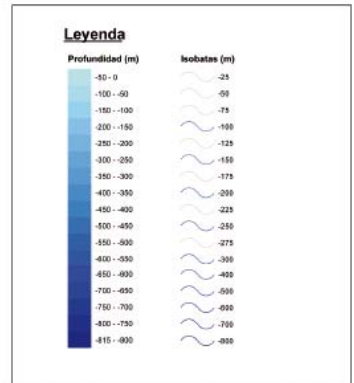 Leyenda
Profundidad (m)
-50 - 0
-100 - -50
-150 - -100
-200 - -150
-250 - -200
-300 - -250
-350 - -300
-400 - -350
-450 - -400
-500 - -450
-550 - -500
-600 - -550
-650 - -600
-700 - -650
-750 - -700
-800 - -750
-815 - -800
Isobatas (m)
-25
-50
-75
-100
-125
-150
-175
-200
-225
-250
-275
-300
-400
-500
-600
-700
-800